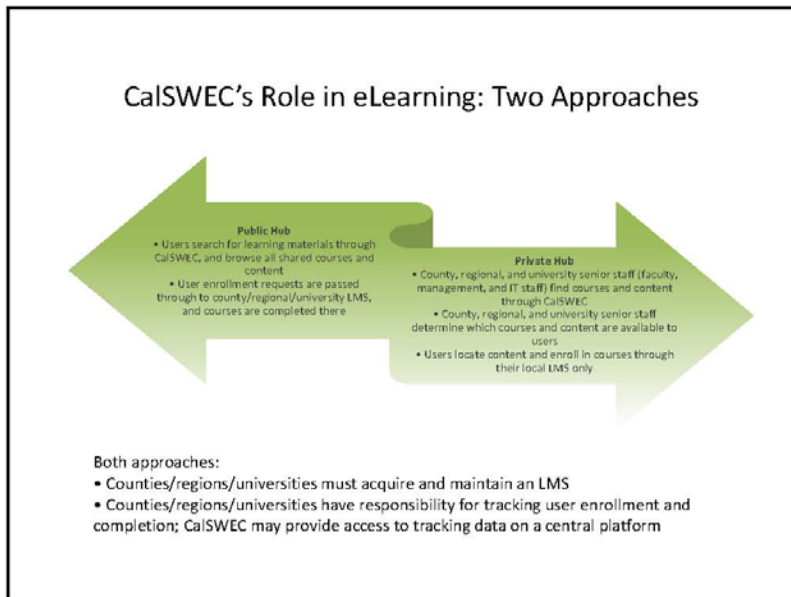 CalSWEC's Role in eLearning: Two Approaches
Public Hub
• Users search for learning materials through
CalSWEC, and browse all shared courses and
content
• User enrollment requests are passed
through to county/regional/university LMS,
and courses are completed there
Private Hub
• County, regional, and university senior staff (faculty,
management, and IT staff) find courses and content
through CalSWEC
• County, regional, and university senior staff
determine which courses and content are available to
users
• Users locate content and enroll in courses through
their local LMS only
Both approaches:
• Counties/regions/universities must acquire and maintain an LMS
• Counties/regions/universities have responsibility for tracking user enrollment and
completion; CalSWEC may provide access to tracking data on a central platform